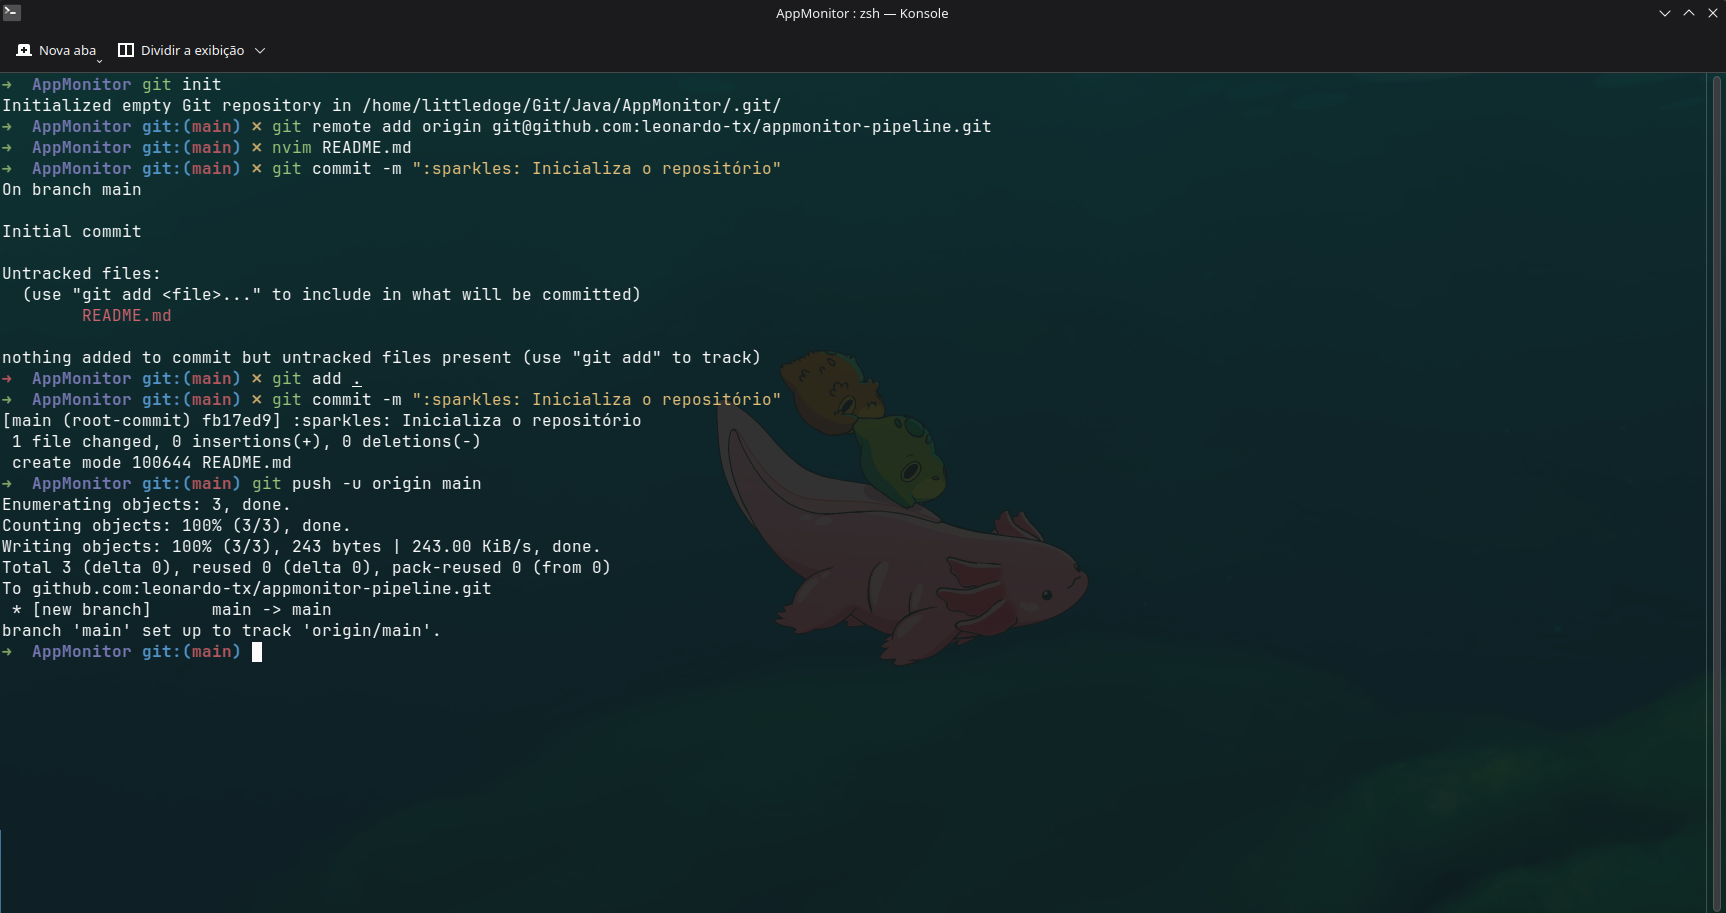 AppMonitor : zsh — Konsole
Nova aba
Dividir a exibição
➜  AppMonitor git init
Initialized empty Git repository in /home/littledoge/Git/Java/AppMonitor/.git/
➜  AppMonitor git:(main) ✗ git remote add origin git@github.com:leonardo-tx/appmonitor-pipeline.git
➜  AppMonitor git:(main) ✗ nvim README.md
➜  AppMonitor git:(main) ✗ git commit -m ":sparkles: Inicializa o repositório"
On branch main
Initial commit
Untracked files:
  (use "git add <file>..." to include in what will be committed)
        README.md
nothing added to commit but untracked files present (use "git add" to track)
➜  AppMonitor git:(main) ✗ git add .
➜  AppMonitor git:(main) ✗ git commit -m ":sparkles: Inicializa o repositório"
[main (root-commit) fb17ed9] :sparkles: Inicializa o repositório
 1 file changed, 0 insertions(+), 0 deletions(-)
 create mode 100644 README.md
➜  AppMonitor git:(main) git push -u origin main
Enumerating objects: 3, done.
Counting objects: 100% (3/3), done.
Writing objects: 100% (3/3), 243 bytes | 243.00 KiB/s, done.
Total 3 (delta 0), reused 0 (delta 0), pack-reused 0 (from 0)
To github.com:leonardo-tx/appmonitor-pipeline.git
 * [new branch]      main -> main
branch 'main' set up to track 'origin/main'.
➜  AppMonitor git:(main)